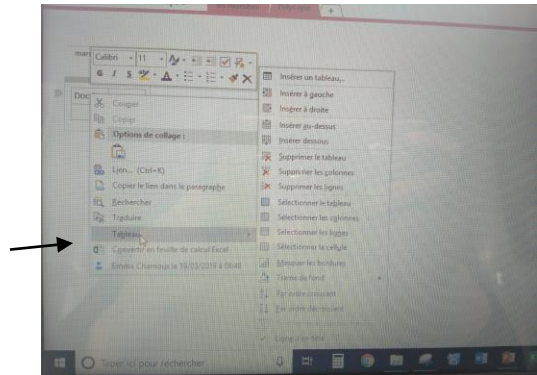 Calibri 11
G I S
Doc
Couper
Copier
Options de collage :
Lien... (Ctrl+K)
Copier le lien dans le paragraphe
Rechercher
Traduire
Tableau
Convertir en feuille de calcul Excel
Insérer un tableau...
Insérer à gauche
Insérer à droite
Insérer au-dessus
Insérer dessous
Supprimer le tableau
Supprimer les colonnes
Supprimer les lignes
Sélectionner le tableau
Sélectionner les colonnes
Sélectionner les lignes
Sélectionner la cellule
Masquer les bordures
Trame de fond
Par ordre croissant
Par ordre décroissant
Taper ici pour rechercher